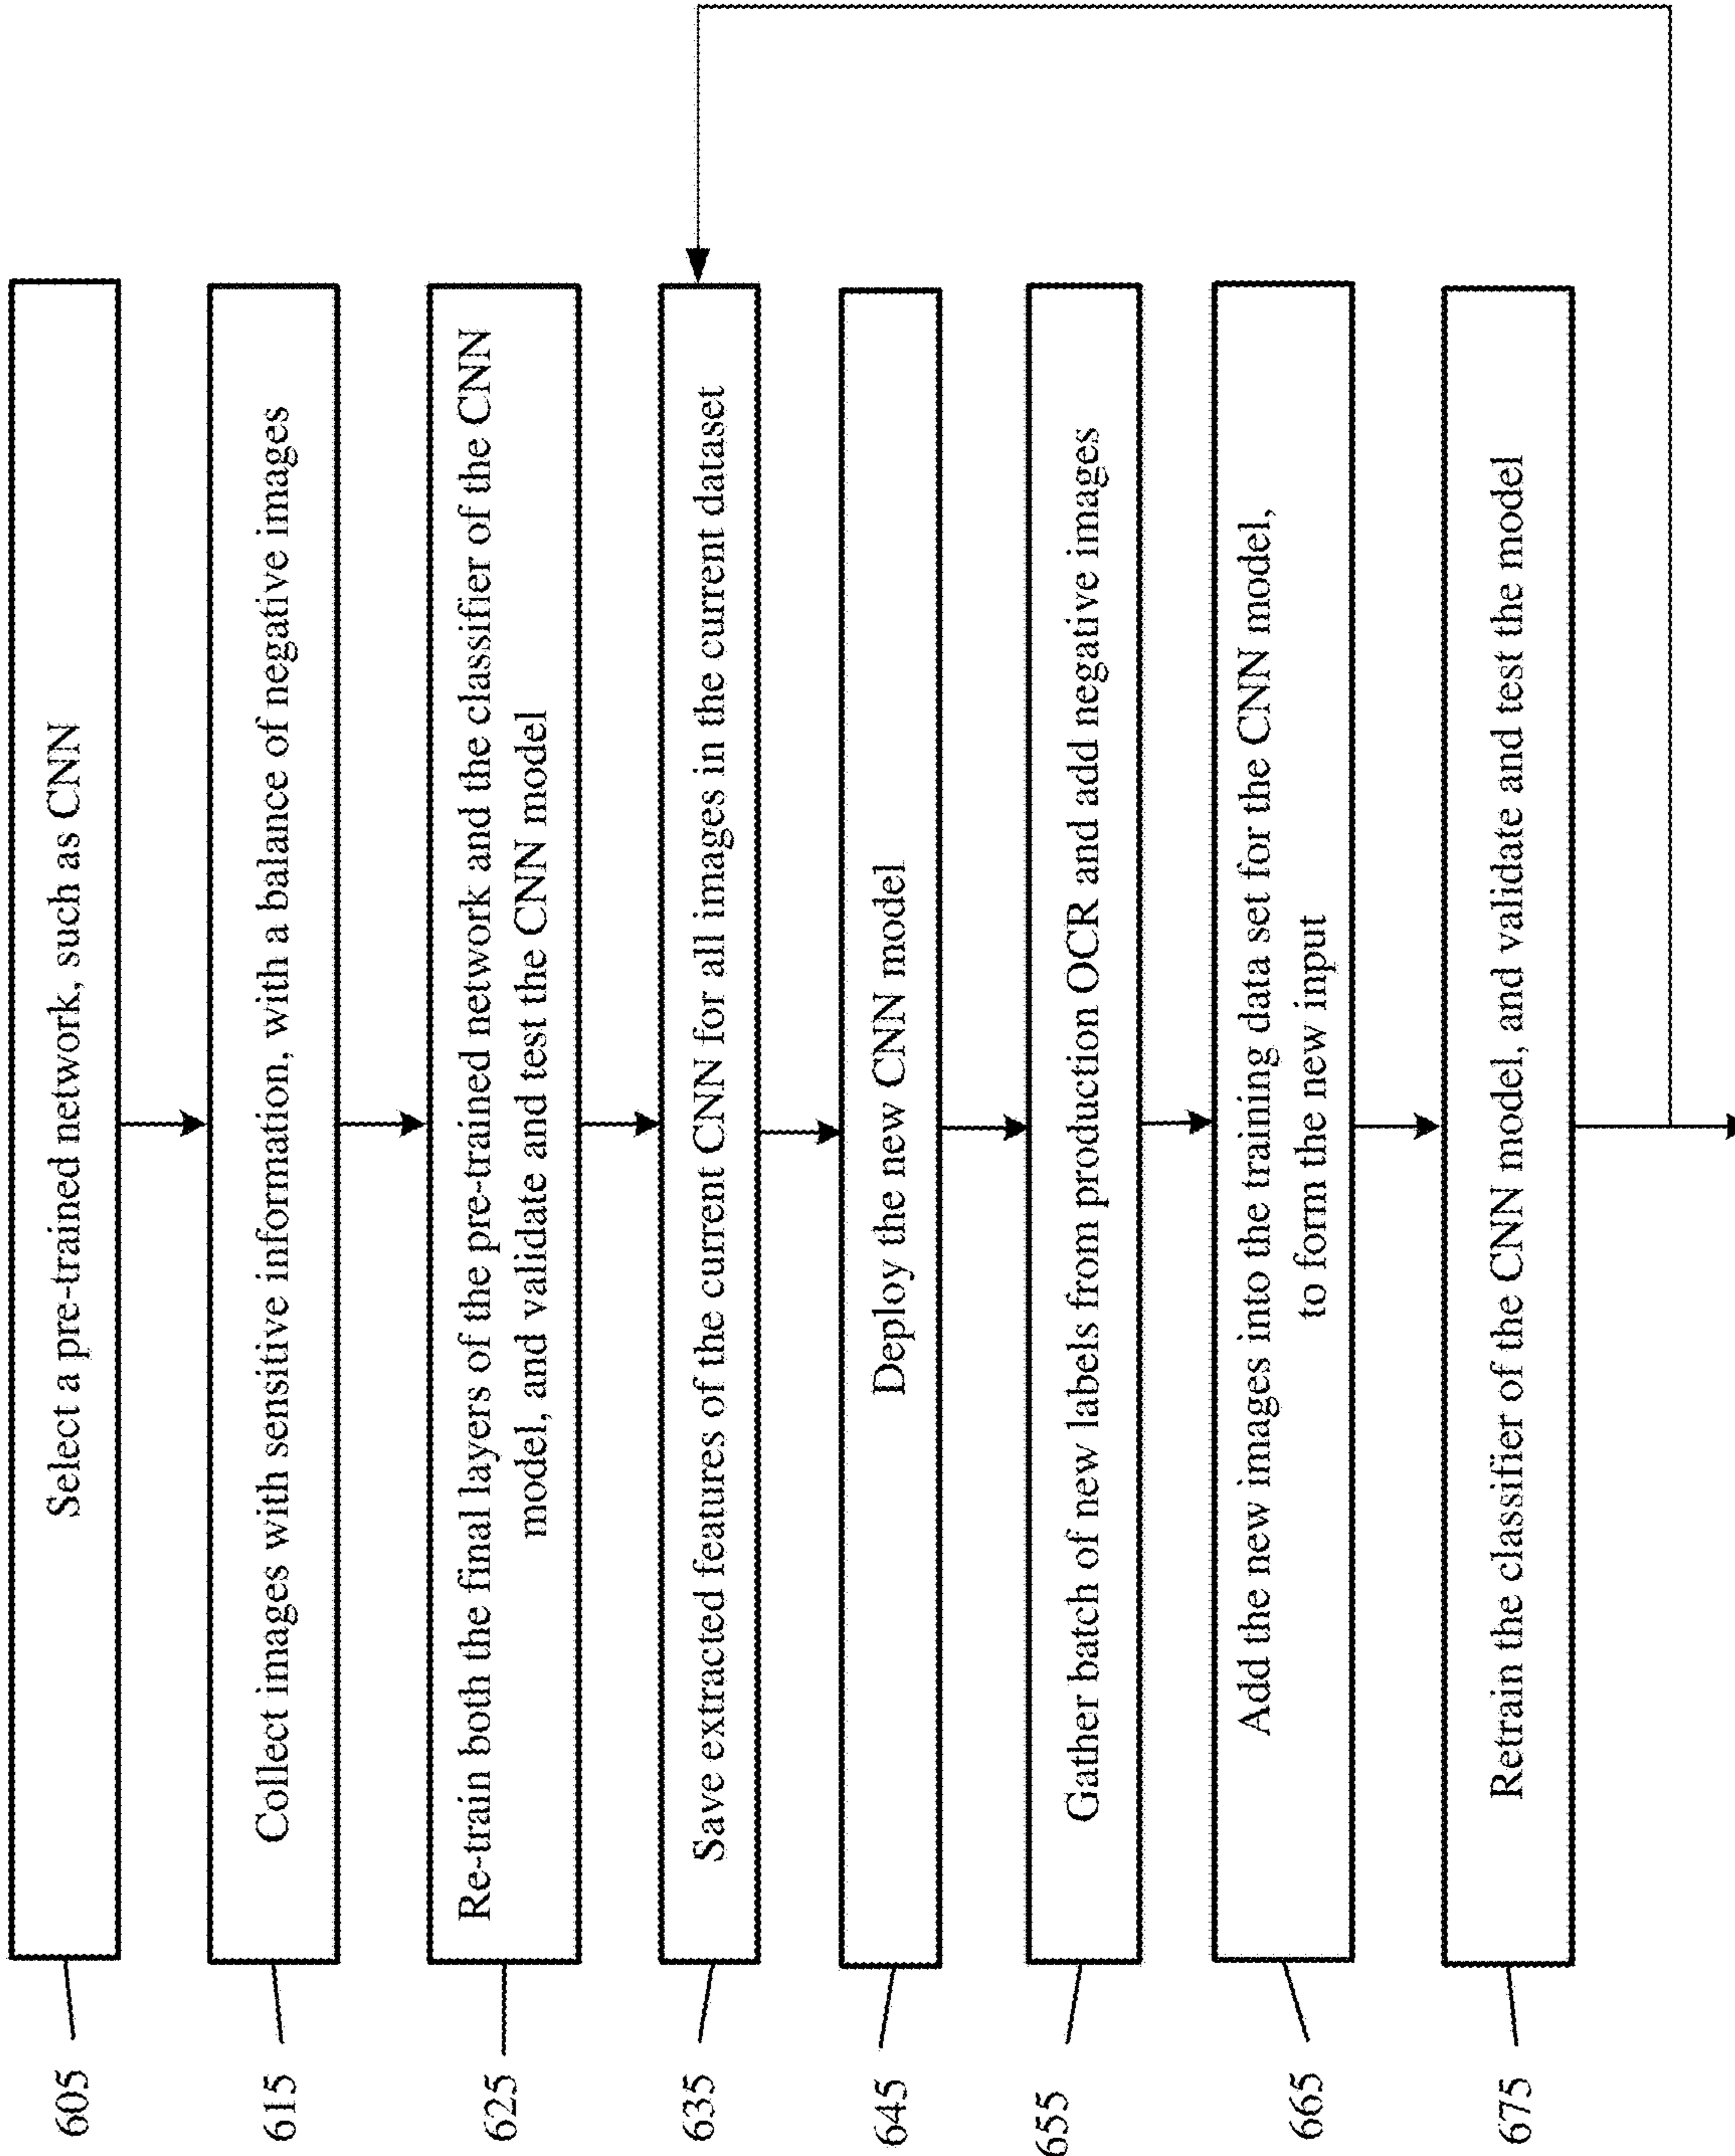 605
Select a pre-trained network, such as CNN
615
Collect images with sensitive information, with a balance of negative images
625
Re-train both the final layers of the pre-trained network and the classifier of the CNN
model, and validate and test the CNN model
635
Save extracted features of the current CNN for all images in the current dataset
645
Deploy the new CNN model
655
Gather batch of new labels from production OCR and add negative images
665
Add the new images into the training data set for the CNN model,
to form the new input
675
Retrain the classifier of the CNN model, and validate and test the model